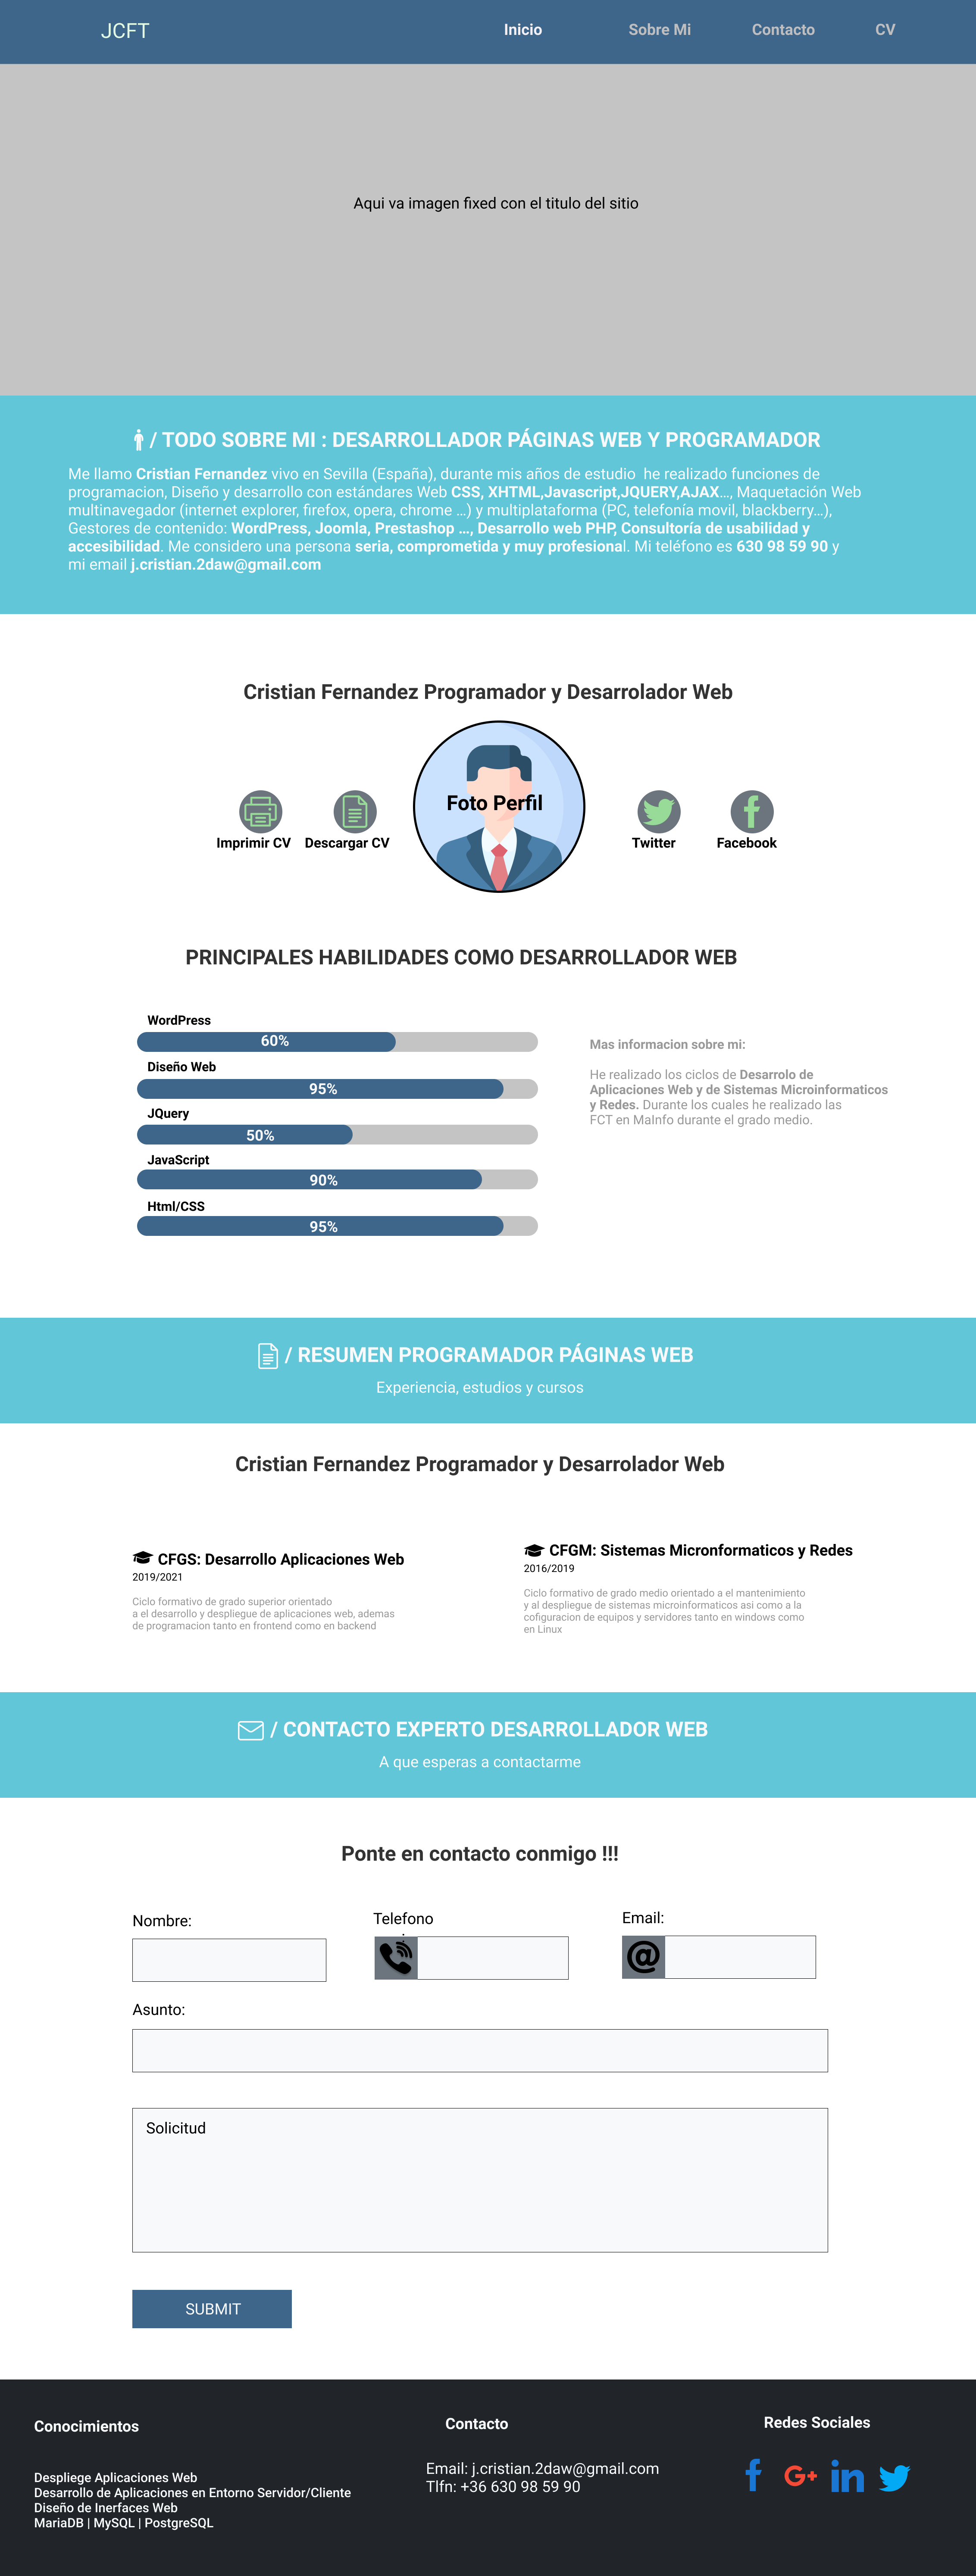 JCFT
Inicio
Sobre Mi
Contacto
CV
Aqui va imagen fixed con el titulo del sitio
/ TODO SOBRE MI : DESARROLLADOR PÁGINAS WEB Y PROGRAMADOR
Me llamo Cristian Fernandez vivo en Sevilla (España), durante mis años de estudio he realizado funciones de
programacion, Diseño y desarrollo con estándares Web CSS, XHTML,Javascript,JQUERY,AJAX…, Maquetación Web
multinavegador (internet explorer, firefox, opera, chrome …) y multiplataforma (PC, telefonía movil, blackberry…),
Gestores de contenido: WordPress, Joomla, Prestashop …, Desarrollo web PHP, Consultoría de usabilidad y
accesibilidad. Me considero una persona seria, comprometida y muy profesional. Mi teléfono es 630 98 59 90 y
mi email j.cristian.2daw@gmail.com
Cristian Fernandez Programador y Desarrolador Web
Foto Perfil
Imprimir CV
Descargar CV
Twitter
Facebook
PRINCIPALES HABILIDADES COMO DESARROLLADOR WEB
WordPress
60%
Diseño Web
95%
JQuery
50%
JavaScript
90%
Html/CSS
95%
Mas informacion sobre mi:
He realizado los ciclos de Desarrolo de
Aplicaciones Web y de Sistemas Microinformaticos
y Redes. Durante los cuales he realizado las
FCT en MaInfo durante el grado medio.
/ RESUMEN PROGRAMADOR PÁGINAS WEB
Experiencia, estudios y cursos
Cristian Fernandez Programador y Desarrolador Web
CFGS: Desarrollo Aplicaciones Web
2019/2021
Ciclo formativo de grado superior orientado
a el desarrollo y despliegue de aplicaciones web, ademas
de programacion tanto en frontend como en backend
CFGM: Sistemas Micronformaticos y Redes
2016/2019
Ciclo formativo de grado medio orientado a el mantenimiento
y al despliegue de sistemas microinformaticos asi como a la
cofiguracion de equipos y servidores tanto en windows como
en Linux
/ CONTACTO EXPERTO DESARROLLADOR WEB
A que esperas a contactarme
Ponte en contacto conmigo !!!
Nombre:
Telefono
:
Email:
@
Asunto:
Solicitud
SUBMIT
Conocimientos
Despliege Aplicaciones Web
Desarrollo de Aplicaciones en Entorno Servidor/Cliente
Diseño de Inerfaces Web
MariaDB | MySQL | PostgreSQL
Contacto
Email: j.cristian.2daw@gmail.com
Tlfn: +36 630 98 59 90
Redes Sociales
f G+ in